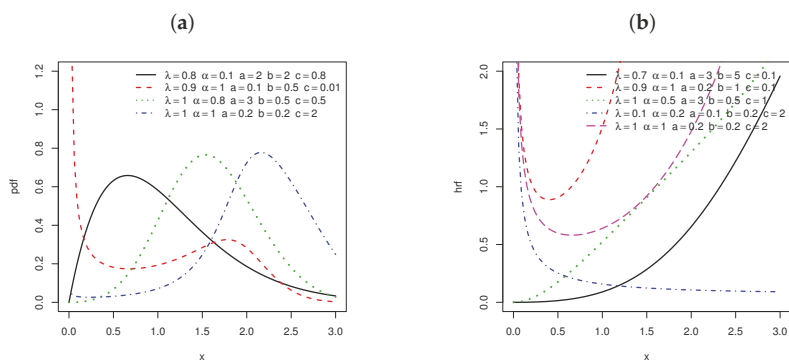 (a)
λ=0.8 α=0.1 a=2 b=2 c=0.8
λ=0.9 α=1 a=0.1 b=0.5 c=0.01
λ=1 α=0.8 a=3 b=0.5 c=0.5
λ=1 α=1 a=0.2 b=0.2 c=2
pdf
1.2
1.0
0.8
0.6
0.4
0.2
0.0
0.0 0.5 1.0 1.5 2.0 2.5 3.0
x
(b)
λ=0.7 α=0.1 a=3 b=5 c=0.1
λ=0.9 α=1 a=0.2 b=1 c=0.1
λ=1 α=0.5 a=3 b=0.5 c=1
λ=0.1 α=0.2 a=0.1 b=0.2 c=2
λ=1 α=1 a=0.2 b=0.2 c=2
hrf
2.0
1.5
1.0
0.5
0.0
0.0 0.5 1.0 1.5 2.0 2.5 3.0
x